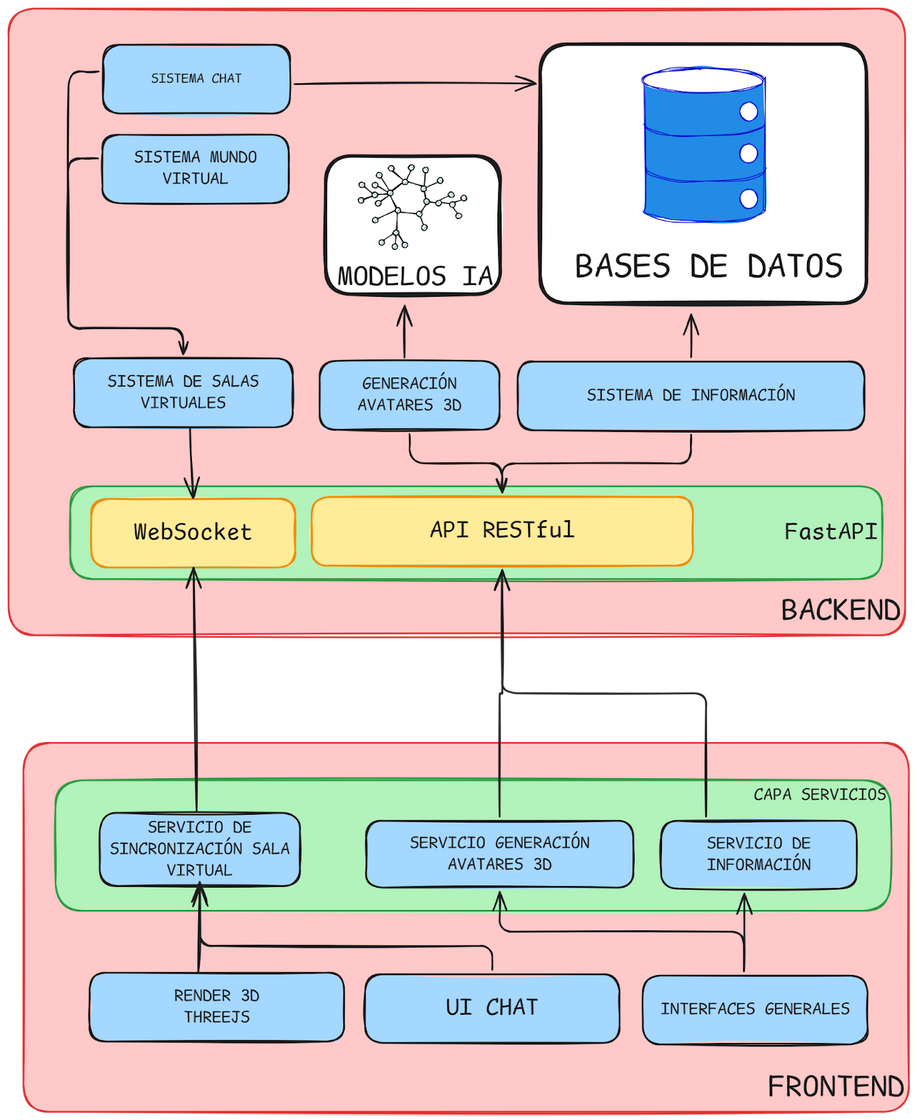 SISTEMA CHAT
SISTEMA MUNDO
VIRTUAL
MODELOS IA
BASES DE DATOS
SISTEMA DE SALAS
VIRTUALES
GENERACIÓN
AVATARES 3D
SISTEMA DE INFORMACIÓN
WebSocket
API RESTful
FastAPI
BACKEND
CAPA SERVICIOS
SERVICIO DE
SINCRONIZACIÓN SALA
VIRTUAL
SERVICIO GENERACIÓN
AVATARES 3D
SERVICIO DE
INFORMACIÓN
RENDER 3D
THREEJS
UI CHAT
INTERFACES GENERALES
FRONTEND